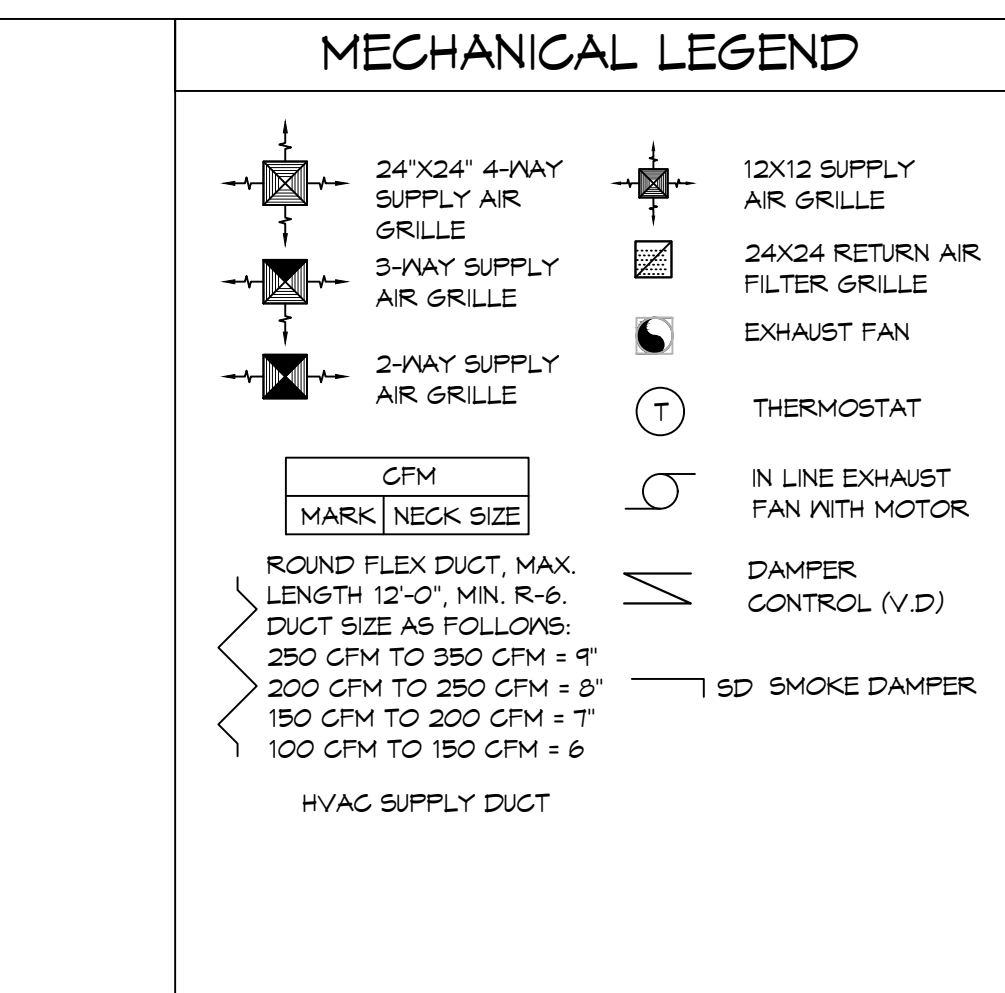 MECHANICAL LEGEND
24"X24" 4-WAY
SUPPLY AIR
GRILLE
3-WAY SUPPLY
AIR GRILLE
2-WAY SUPPLY
AIR GRILLE
CFM
MARK NECK SIZE
ROUND FLEX DUCT, MAX.
LENGTH 12'-0", MIN. R-6.
DUCT SIZE AS FOLLOWS:
250 CFM TO 350 CFM = 9"
200 CFM TO 250 CFM = 8"
150 CFM TO 200 CFM = 7"
100 CFM TO 150 CFM = 6
HVAC SUPPLY DUCT
12X12 SUPPLY
AIR GRILLE
24X24 RETURN AIR
FILTER GRILLE
EXHAUST FAN
T THERMOSTAT
IN LINE EXHAUST
FAN WITH MOTOR
DAMPER
CONTROL (V.D)
SD SMOKE DAMPER